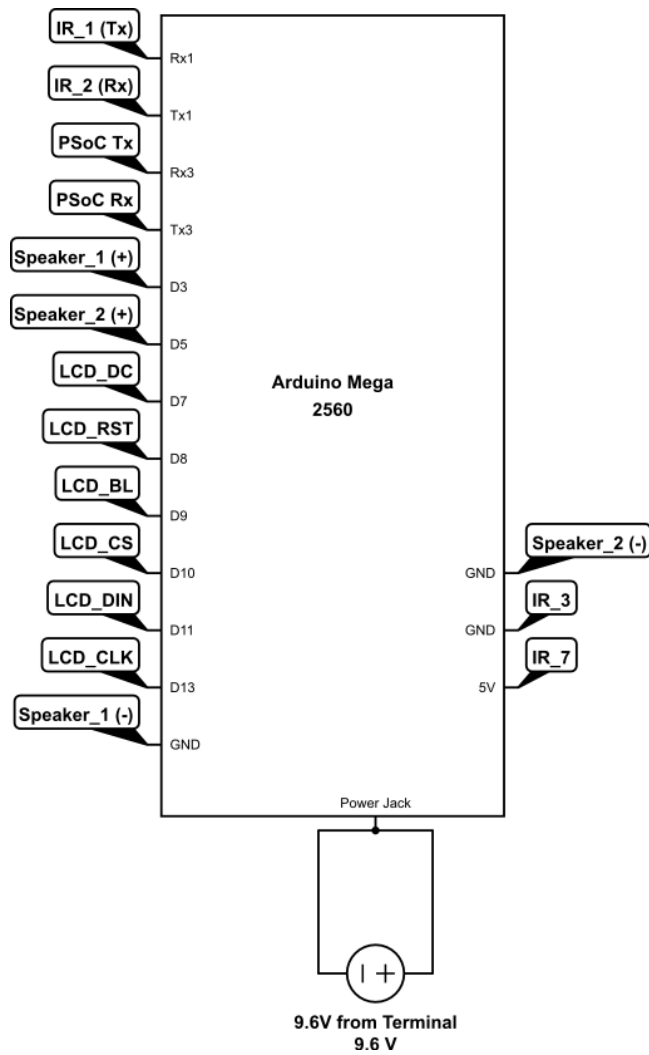 IR_1 (Tx)
Rx1
IR_2 (Rx)
Tx1
PSoC Tx
Rx3
PSoC Rx
Tx3
Speaker_1 (+)
D3
Speaker_2 (+)
D5
LCD_DC
D7
LCD_RST
D8
LCD_BL
D9
LCD_CS
D10
LCD_DIN
D11
LCD_CLK
D13
Speaker_1 (-)
GND
Arduino Mega
2560
Speaker_2 (-)
GND
IR_3
GND
IR_7
5V
Power Jack
9.6V from Terminal
9.6 V